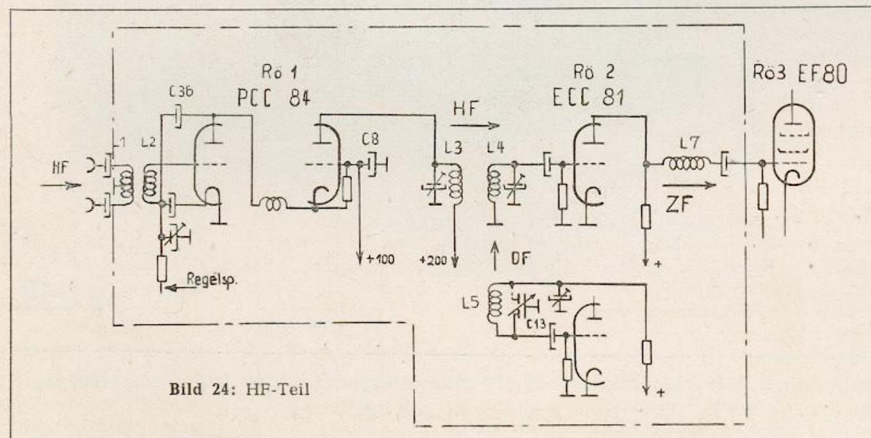 Rö 1
PCC 84
Rö 2
ECC 81
Rö3 EF80
C36
L1
L2
HF
C8
HF
L3
L4
L7
ZF
+100
+200
OF
+
Regelsp.
L5
C13
+
Bild 24: HF-Teil